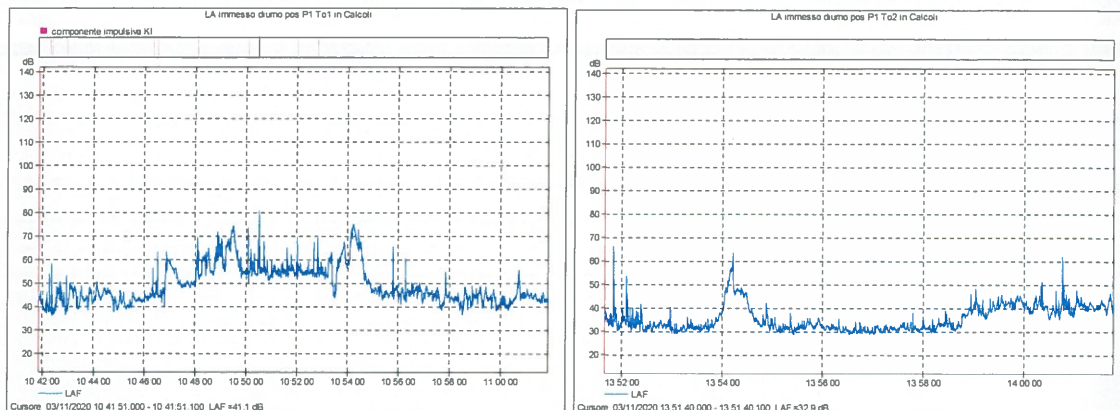 LA immesso diurno pos P1 To1 in Calcoli
componente impulsiva KI
dB
140
130
120
110
100
90
80
70
60
50
40
30
20
10 42 00 10 44 00 10 46 00 10 48 00 10 50 00 10 52 00 10 54 00 10 56 00 10 58 00 11 00 00
LAF
Cursore 03/11/2020 10 41 51,000 - 10 41:51,100 LAF =41.1 dB
LA immesso diurno pos P1 To2 in Calcoli
dB
140
130
120
110
100
90
80
70
60
50
40
30
20
13:52:00 13 54:00 13 56:00 13 58:00 14:00:00
LAF
Cursore 03/11/2020 13 51 40,000 - 13 51 40,100 LAF =32.9 dB